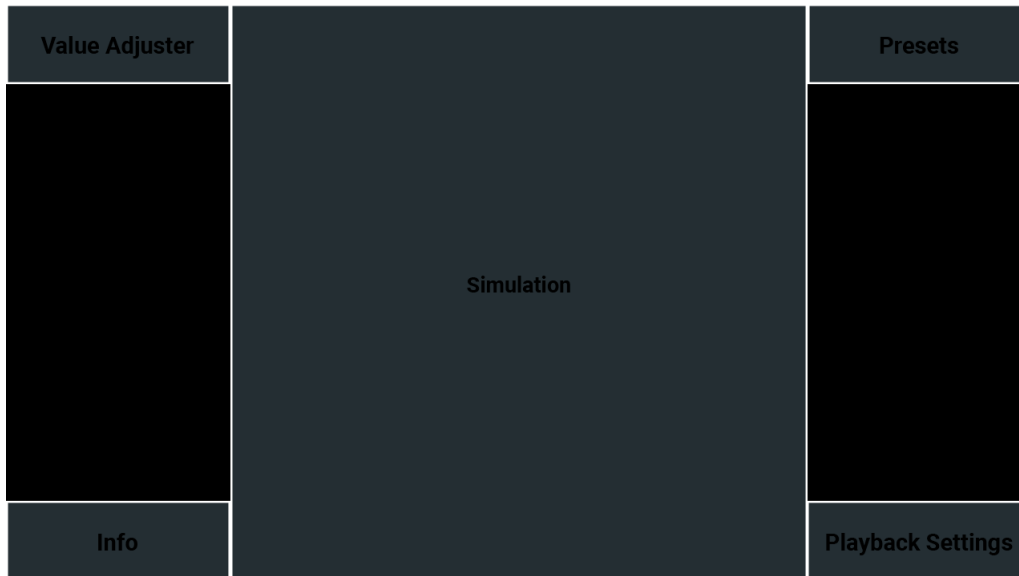 Value Adjuster
Presets
Simulation
Info
Playback Settings